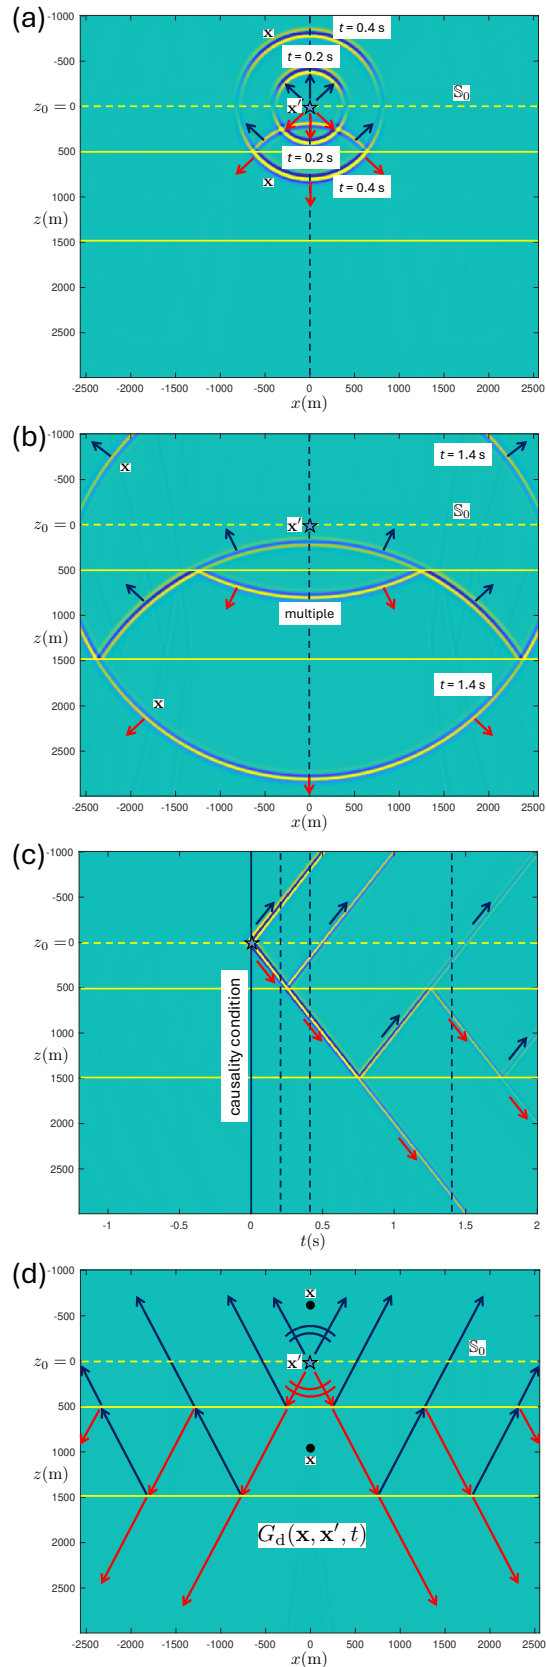 (a)
-1000
x
t = 0.4 s
-500
t = 0.2 s
𝕊₀
z₀ = 0
x′
500
t = 0.2 s
x
t = 0.4 s
1000
z(m)
1500
2000
2500
-2500 -2000 -1500 -1000 -500 0 500 1000 1500 2000 2500
x(m)
(b)
-1000
t = 1.4 s
x
-500
𝕊₀
z₀ = 0
x′
500
multiple
1000
z(m)
1500
t = 1.4 s
x
2000
2500
-2500 -2000 -1500 -1000 -500 0 500 1000 1500 2000 2500
x(m)
(c)
-1000
-500
z₀ = 0
500
causality condition
1000
z(m)
1500
2000
2500
-1 -0.5 0 0.5 1 1.5 2
t(s)
(d)
-1000
x
-500
𝕊₀
z₀ = 0
x′
500
1000
x
z(m)
1500
G_d(x, x′, t)
2000
2500
-2500 -2000 -1500 -1000 -500 0 500 1000 1500 2000 2500
x(m)